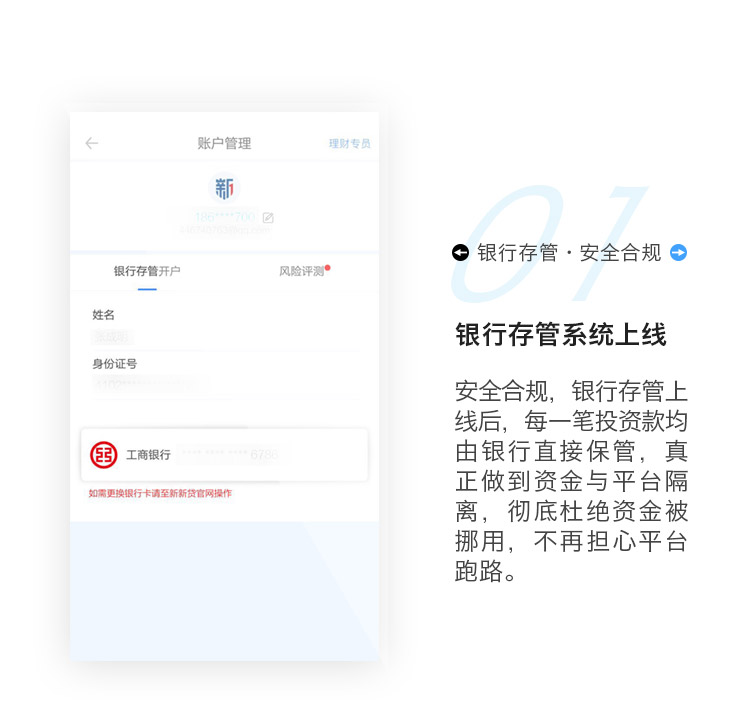 账户管理
理财专员
新
186****700
银行存管开户
风险评测
姓名
身份证号
工商银行 **** **** **** 6786
如需更换银行卡请至新新贷官网操作
01
银行存管·安全合规
银行存管系统上线
安全合规，银行存管上
线后，每一笔投资款均
由银行直接保管，真
正做到资金与平台隔
离，彻底杜绝资金被
挪用，不再担心平台
跑路。